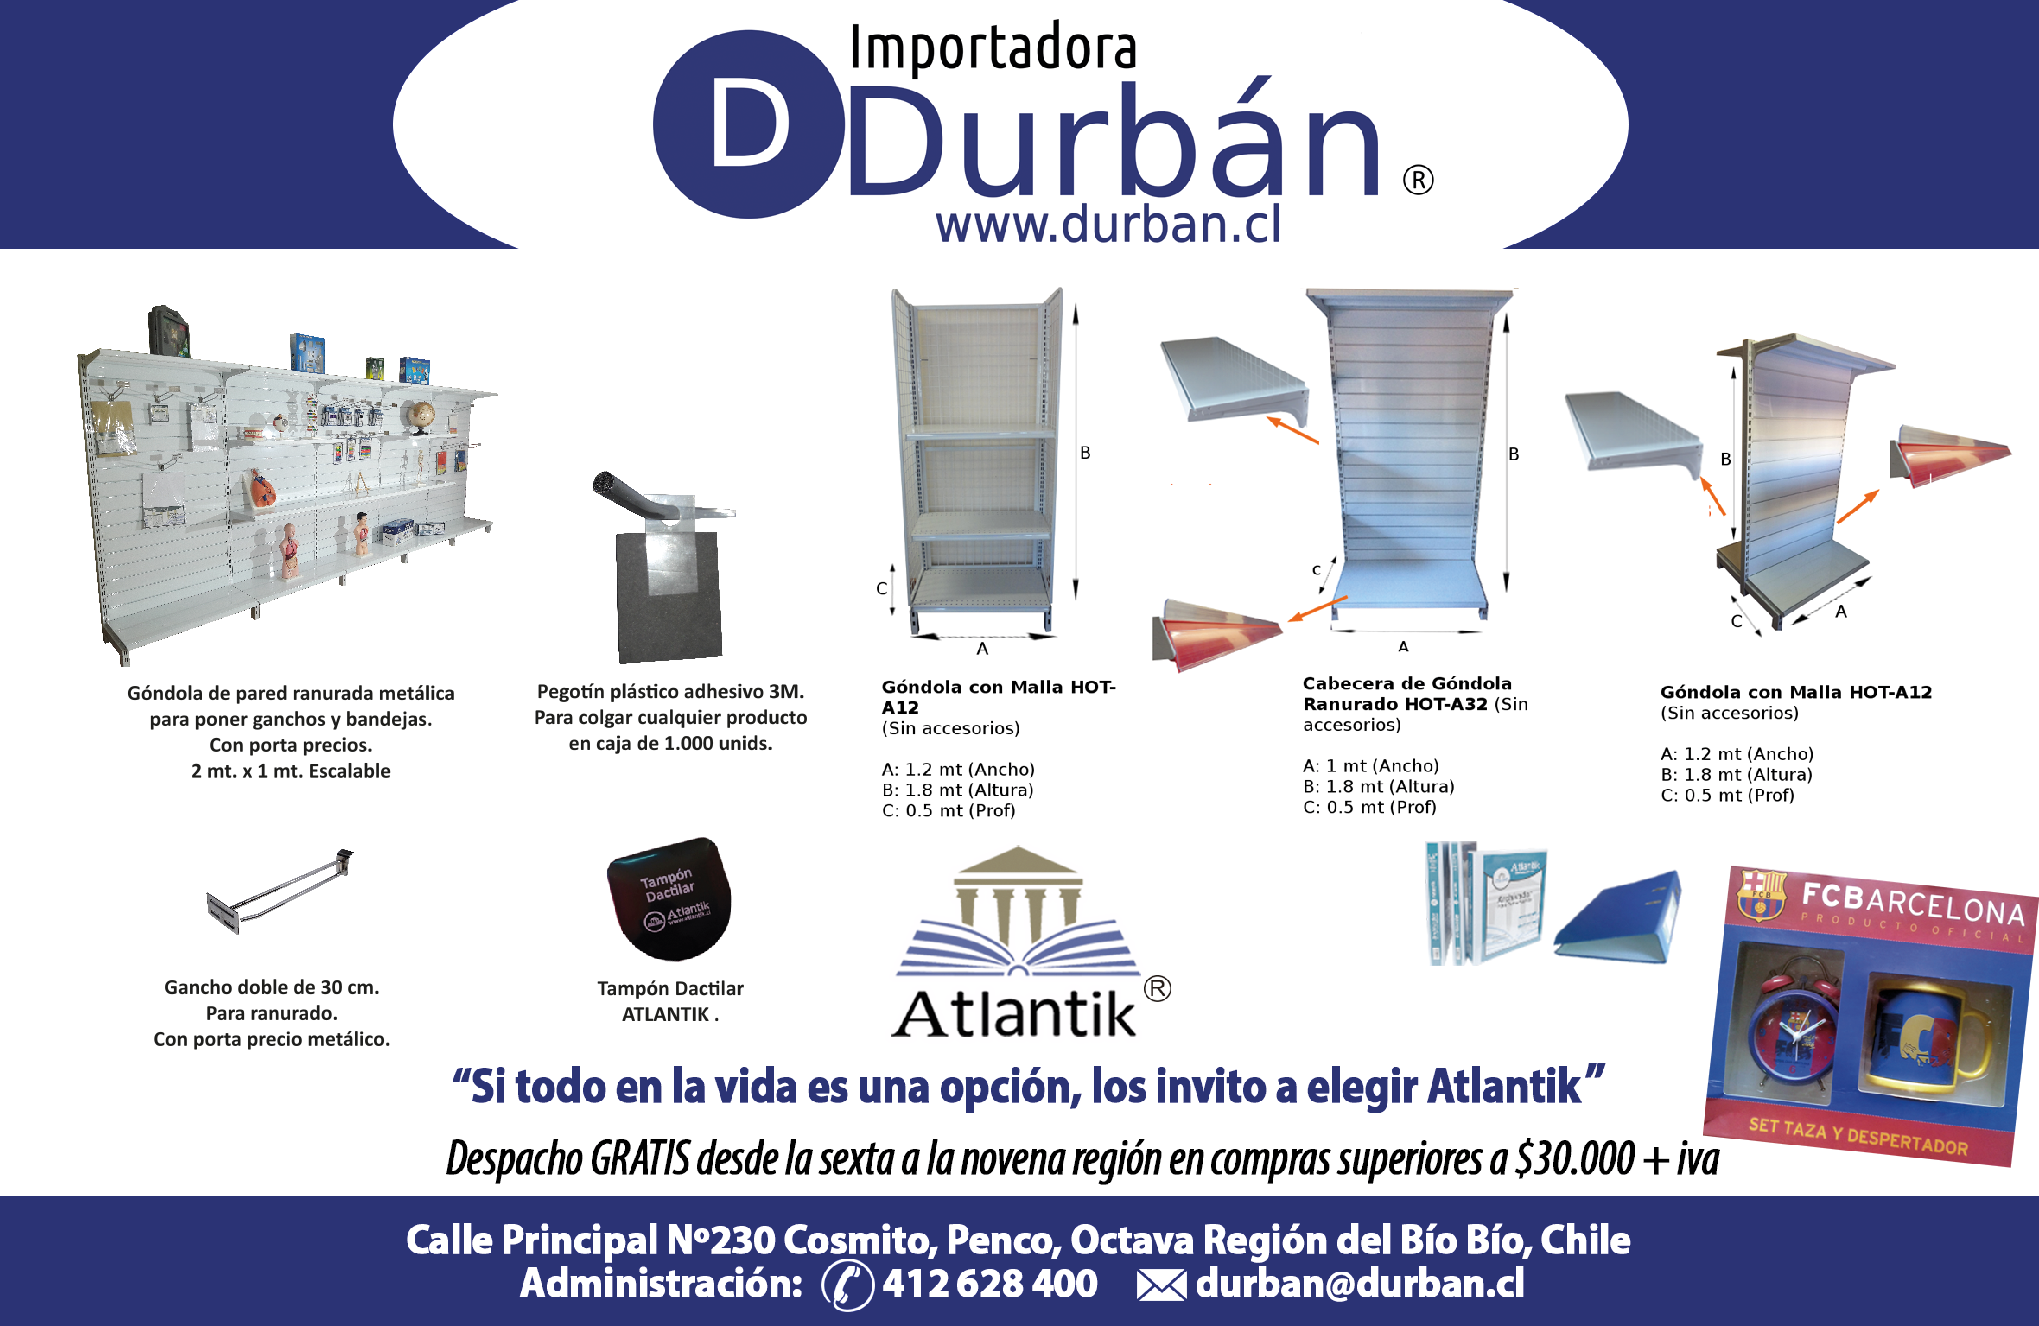 Importadora
D Durbán ®
www.durban.cl
B
C
A
B
c
A
B
C
A
Góndola de pared ranurada metálica
para poner ganchos y bandejas.
Con porta precios.
2 mt. x 1 mt. Escalable
Pegotín plástico adhesivo 3M.
Para colgar cualquier producto
en caja de 1.000 unids.
Góndola con Malla HOT-
A12
(Sin accesorios)
A: 1.2 mt (Ancho)
B: 1.8 mt (Altura)
C: 0.5 mt (Prof)
Cabecera de Góndola
Ranurado HOT-A32 (Sin
accesorios)
A: 1 mt (Ancho)
B: 1.8 mt (Altura)
C: 0.5 mt (Prof)
Góndola con Malla HOT-A12
(Sin accesorios)
A: 1.2 mt (Ancho)
B: 1.8 mt (Altura)
C: 0.5 mt (Prof)
Gancho doble de 30 cm.
Para ranurado.
Con porta precio metálico.
Tampón
Dactilar
Atlantik
www.atlantik.cl
Tampón Dactilar
ATLANTIK .
Atlantik ®
Atlantik
Archivador
FCB
FCBARCELONA
PRODUCTO OFICIAL
SET TAZA Y DESPERTADOR
“Si todo en la vida es una opción, los invito a elegir Atlantik”
Despacho GRATIS desde la sexta a la novena región en compras superiores a $30.000 + iva
Calle Principal Nº230 Cosmito, Penco, Octava Región del Bío Bío, Chile
Administración: 412 628 400 durban@durban.cl